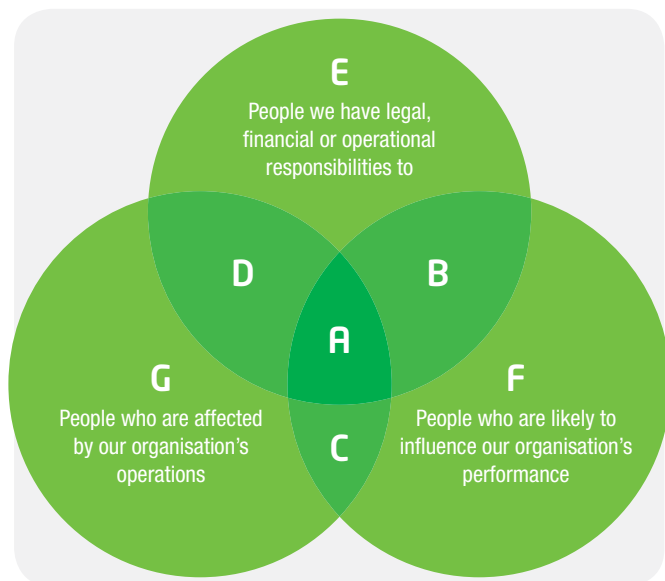 E
People we have legal,
financial or operational
responsibilities to
D
B
A
G
People who are affected
by our organisation’s
operations
F
People who are likely to
influence our organisation’s
performance
C